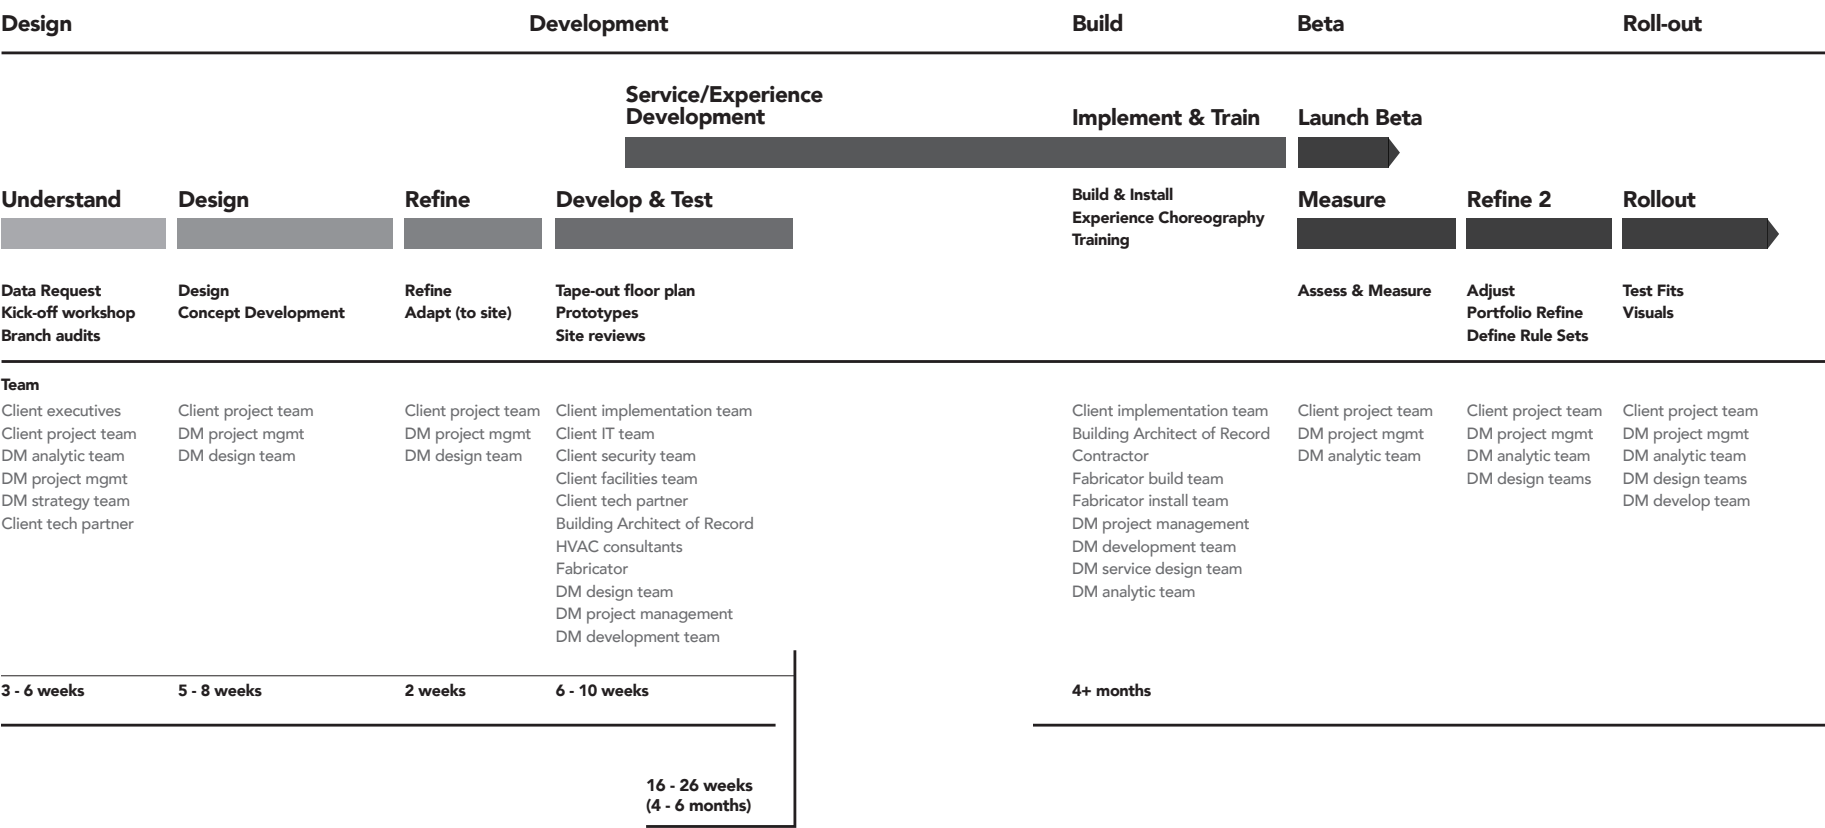 Design
Development
Build
Beta
Roll-out
Service/Experience
Development
Implement & Train
Launch Beta
Understand
Design
Refine
Develop & Test
Build & Install
Experience Choreography
Training
Measure
Refine 2
Rollout
Data Request
Kick-off workshop
Branch audits
Design
Concept Development
Refine
Adapt (to site)
Tape-out floor plan
Prototypes
Site reviews
Assess & Measure
Adjust
Portfolio Refine
Define Rule Sets
Test Fits
Visuals
Team
Client executives
Client project team
DM analytic team
DM project mgmt
DM strategy team
Client tech partner
Client project team
DM project mgmt
DM design team
Client project team
DM project mgmt
DM design team
Client implementation team
Client IT team
Client security team
Client facilities team
Client tech partner
Building Architect of Record
HVAC consultants
Fabricator
DM design team
DM project management
DM development team
Client implementation team
Building Architect of Record
Contractor
Fabricator build team
Fabricator install team
DM project management
DM development team
DM service design team
DM analytic team
Client project team
DM project mgmt
DM analytic team
Client project team
DM project mgmt
DM analytic team
DM design teams
Client project team
DM project mgmt
DM analytic team
DM design teams
DM develop team
3 - 6 weeks
5 - 8 weeks
2 weeks
6 - 10 weeks
4+ months
16 - 26 weeks
(4 - 6 months)